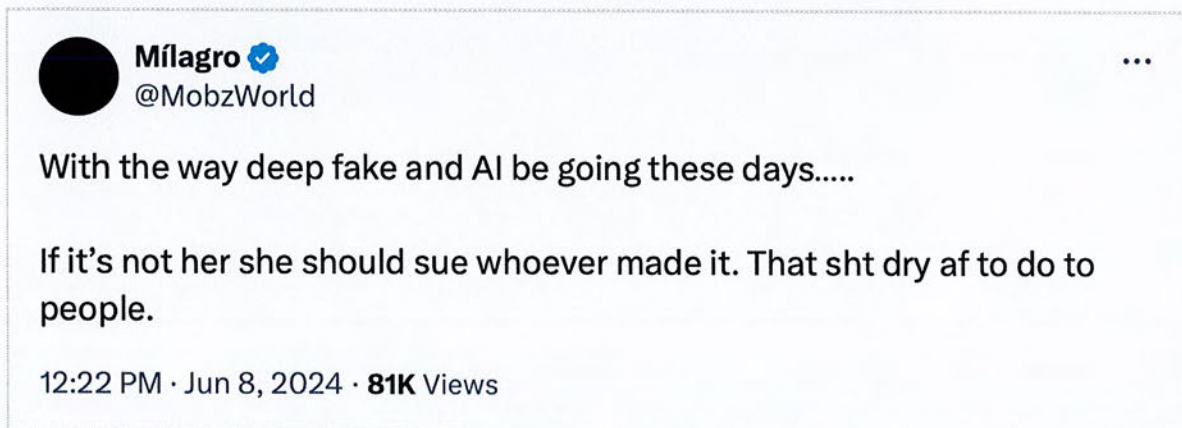 Mílagro
@MobzWorld
With the way deep fake and AI be going these days.....
If it’s not her she should sue whoever made it. That sht dry af to do to
people.
12:22 PM · Jun 8, 2024 · 81K Views